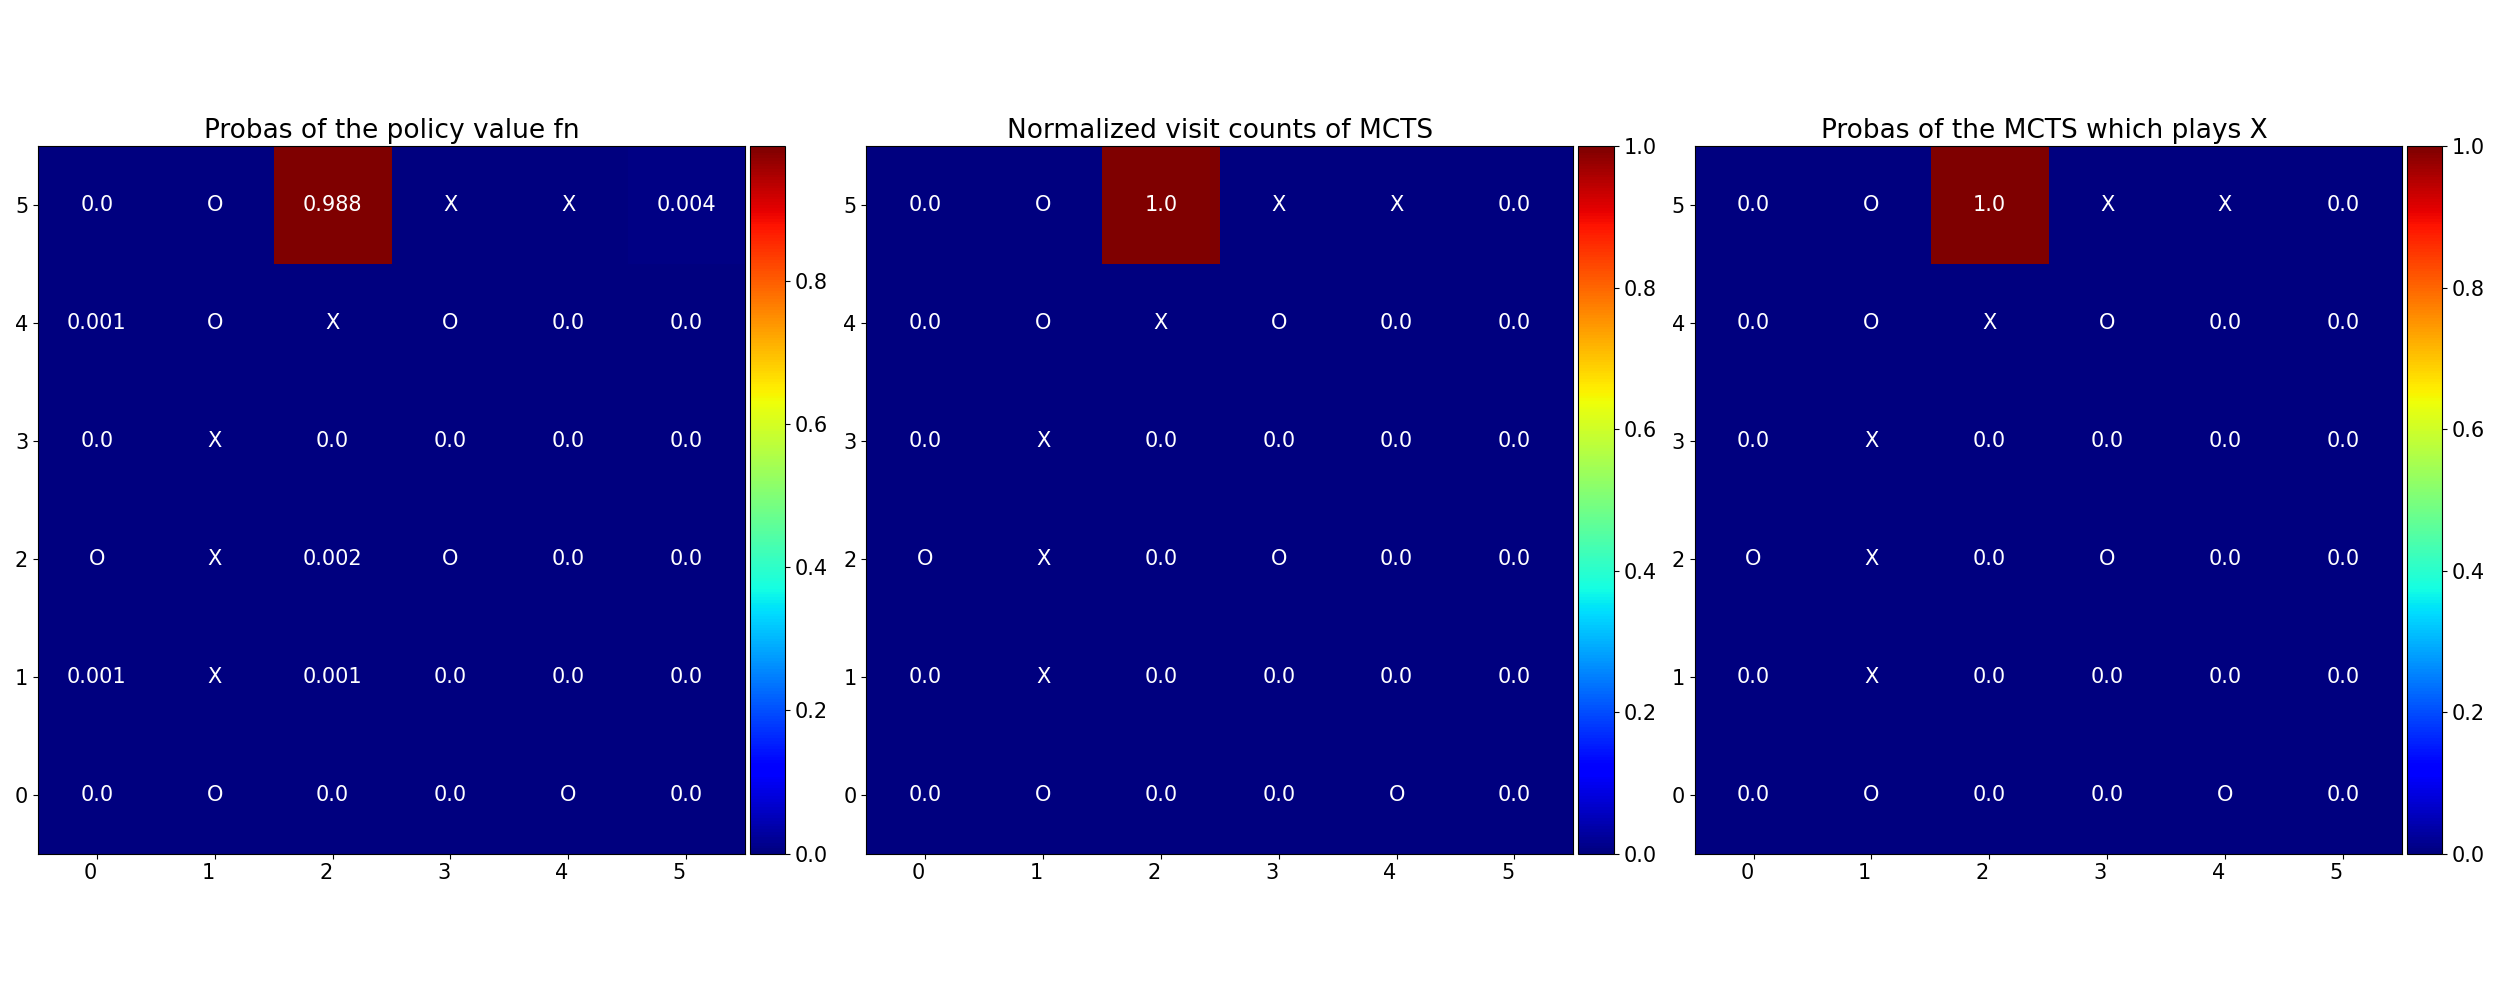 Probas of the policy value fn
5 0.0 O 0.988 X X 0.004
4 0.001 O X O 0.0 0.0
3 0.0 X 0.0 0.0 0.0 0.0
2 O X 0.002 O 0.0 0.0
1 0.001 X 0.001 0.0 0.0 0.0
0 0.0 O 0.0 0.0 O 0.0
0 1 2 3 4 5
0.8
0.6
0.4
0.2
0.0
Normalized visit counts of MCTS
5 0.0 O 1.0 X X 0.0
4 0.0 O X O 0.0 0.0
3 0.0 X 0.0 0.0 0.0 0.0
2 O X 0.0 O 0.0 0.0
1 0.0 X 0.0 0.0 0.0 0.0
0 0.0 O 0.0 0.0 O 0.0
0 1 2 3 4 5
1.0
0.8
0.6
0.4
0.2
0.0
Probas of the MCTS which plays X
5 0.0 O 1.0 X X 0.0
4 0.0 O X O 0.0 0.0
3 0.0 X 0.0 0.0 0.0 0.0
2 O X 0.0 O 0.0 0.0
1 0.0 X 0.0 0.0 0.0 0.0
0 0.0 O 0.0 0.0 O 0.0
0 1 2 3 4 5
1.0
0.8
0.6
0.4
0.2
0.0